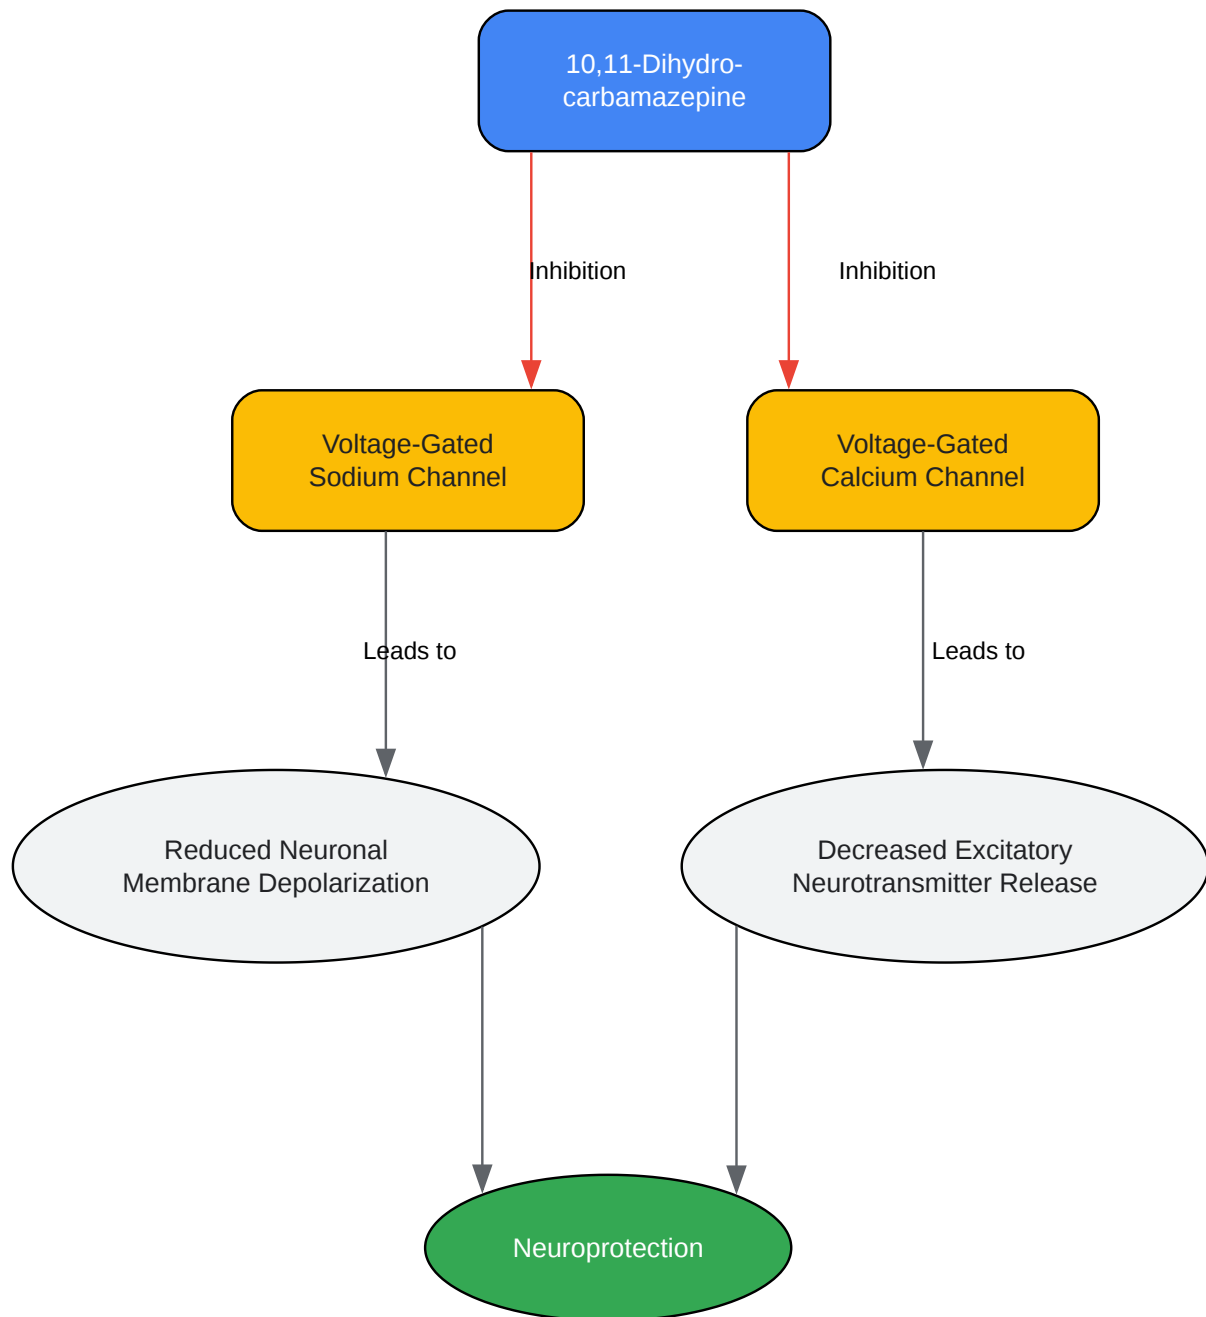 10,11-Dihydro-
carbamazepine
Inhibition
Inhibition
Voltage-Gated
Sodium Channel
Voltage-Gated
Calcium Channel
Leads to
Leads to
Reduced Neuronal
Membrane Depolarization
Decreased Excitatory
Neurotransmitter Release
Neuroprotection